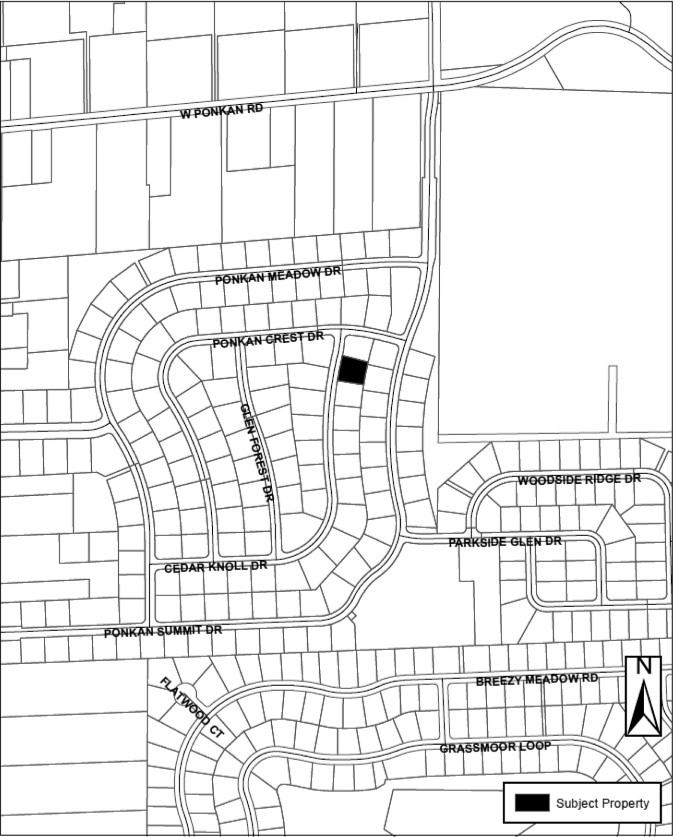 W PONKAN RD
PONKAN MEADOW DR
PONKAN CREST DR
GLEN FOREST DR
WOODSIDE RIDGE DR
PARKSIDE GLEN DR
CEDAR KNOLL DR
PONKAN SUMMIT DR
N
BREEZY MEADOW RD
FLATWOOD CT
GRASSMOOR LOOP
Subject Property